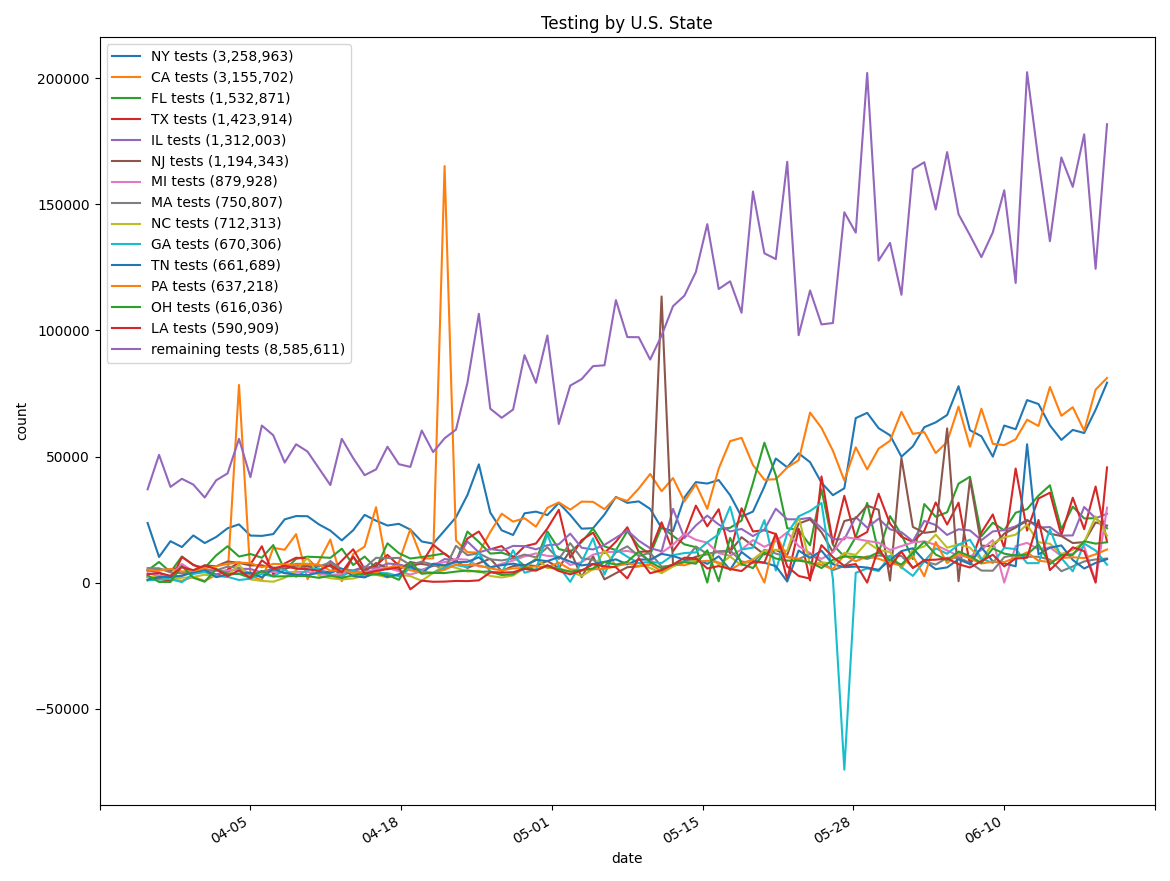 Testing by U.S. State
NY tests (3,258,963)
CA tests (3,155,702)
FL tests (1,532,871)
TX tests (1,423,914)
IL tests (1,312,003)
NJ tests (1,194,343)
MI tests (879,928)
MA tests (750,807)
NC tests (712,313)
GA tests (670,306)
TN tests (661,689)
PA tests (637,218)
OH tests (616,036)
LA tests (590,909)
remaining tests (8,585,611)
200000
150000
100000
50000
0
−50000
count
04-05
04-18
05-01
05-15
05-28
06-10
date